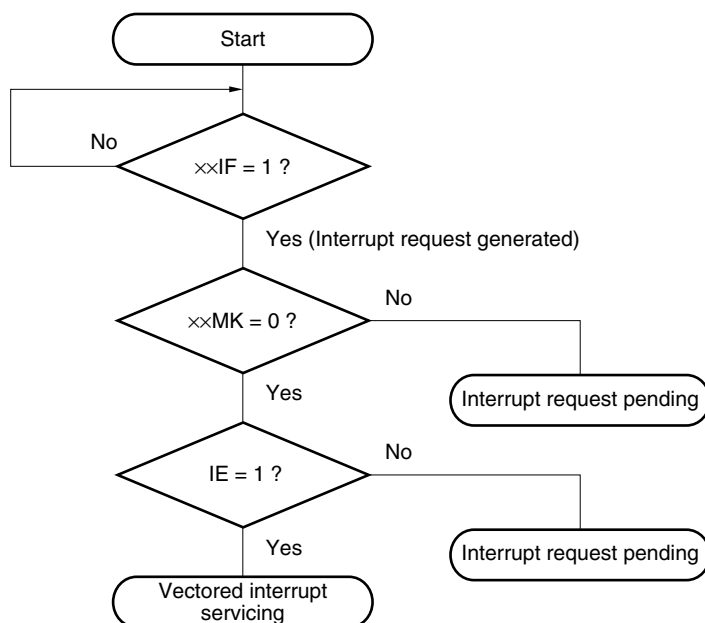 Start
No
××IF = 1 ?
Yes (Interrupt request generated)
××MK = 0 ?
No
Interrupt request pending
Yes
IE = 1 ?
No
Interrupt request pending
Yes
Vectored interrupt
servicing